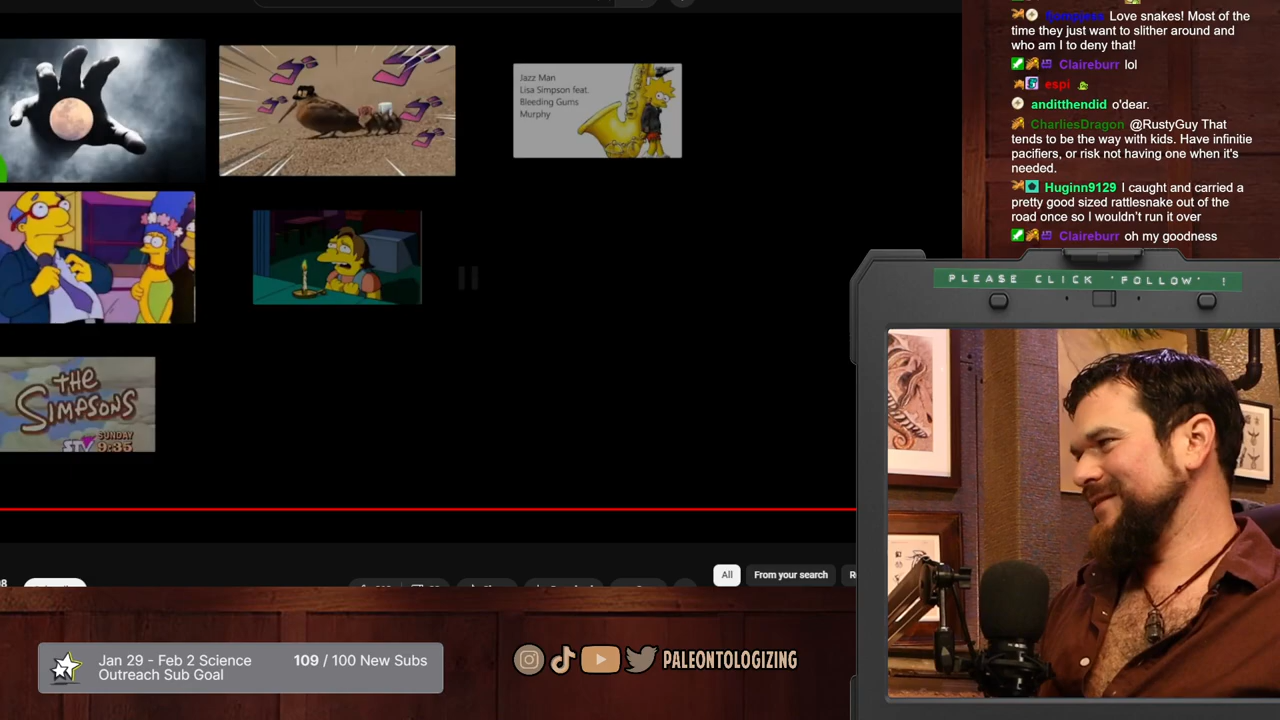 Jazz Man
Lisa Simpson feat.
Bleeding Gums
Murphy
THE
SIMPSONS
STV SUNDAY
9:35
All
From your search
Jan 29 - Feb 2 Science
Outreach Sub Goal
109 / 100 New Subs
PALEONTOLOGIZING
Love snakes! Most of the
time they just want to slither around and
who am I to deny that!
Claireburr lol
espi
anditthendid o'dear.
CharliesDragon @RustyGuy That
tends to be the way with kids. Have infinitie
pacifiers, or risk not having one when it's
needed.
Huginn9129 I caught and carried a
pretty good sized rattlesnake out of the
road once so I wouldn't run it over
Claireburr oh my goodness
PLEASE CLICK 'FOLLOW' !